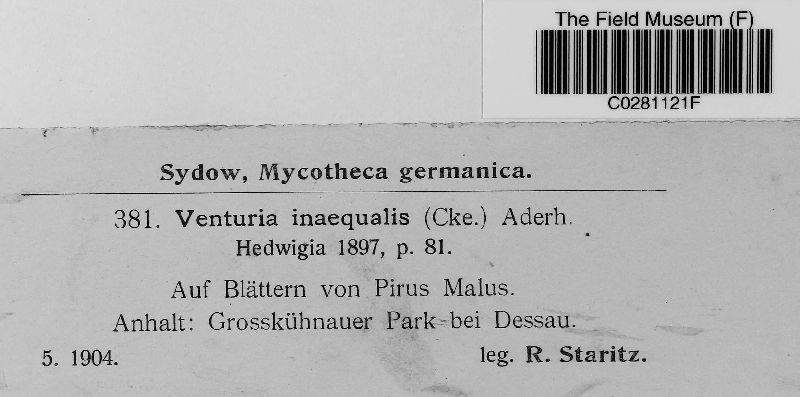 The Field Museum (F)
C0281121F
Sydow, Mycotheca germanica.
381. Venturia inaequalis (Cke.) Aderh.
Hedwigia 1897, p. 81.
Auf Blättern von Pirus Malus.
Anhalt: Grosskühnauer Park bei Dessau.
5. 1904.
leg. R. Staritz.